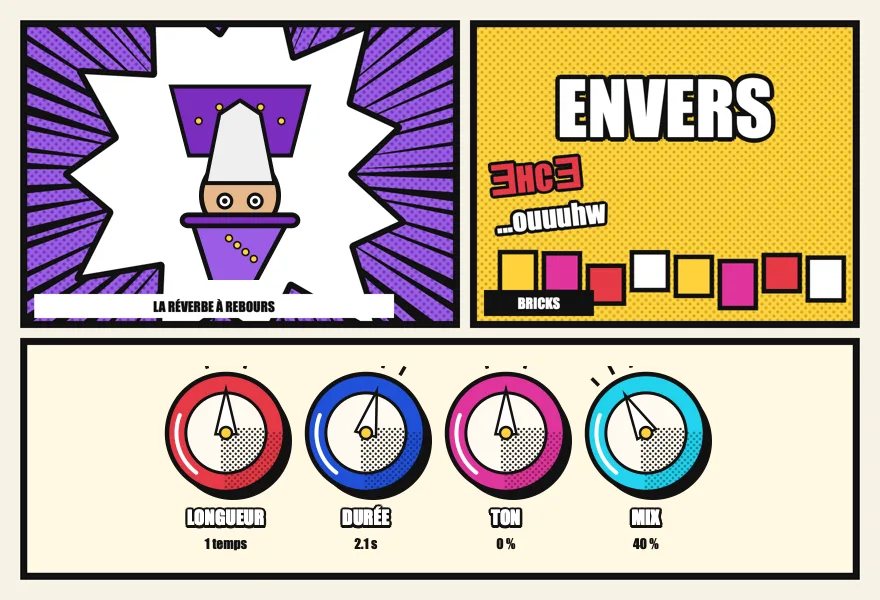 LA RÉVERBE À REBOURS
ENVERS
ƎHCƎ
...ouuuhw
BRICKS
LONGUEUR
DURÉE
TON
MIX
1 temps
2.1 s
0 %
40 %